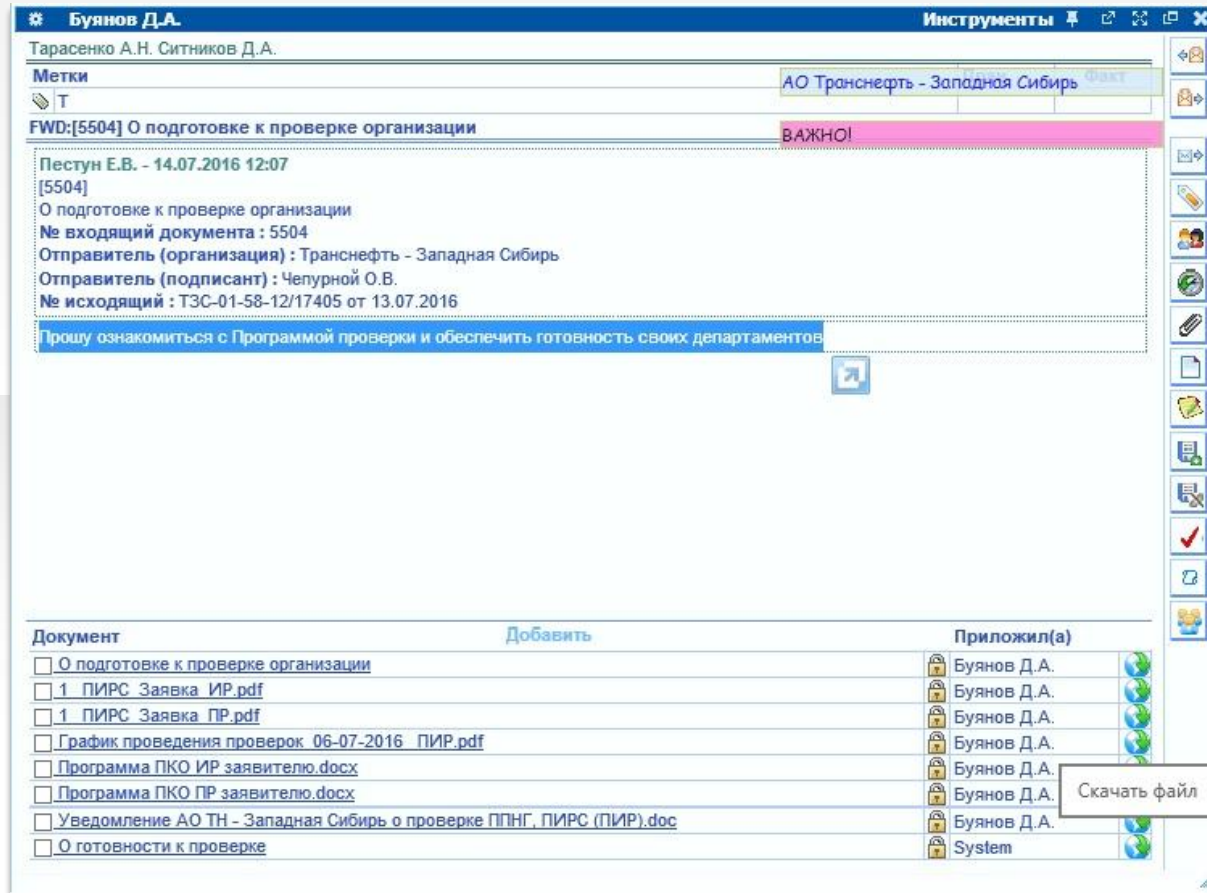 Буянов Д.А. Инструменты
Тарасенко А.Н. Ситников Д.А.
Метки Факт
АО Транснефть - Западная Сибирь
Т
FWD:[5504] О подготовке к проверке организации
ВАЖНО!
Пестун Е.В. - 14.07.2016 12:07
[5504]
О подготовке к проверке организации
№ входящий документа : 5504
Отправитель (организация) : Транснефть - Западная Сибирь
Отправитель (подписант) : Чепурной О.В.
№ исходящий : ТЗС-01-58-12/17405 от 13.07.2016
Прошу ознакомиться с Программой проверки и обеспечить готовность своих департаментов
Документ Добавить Приложил(а)
О подготовке к проверке организации Буянов Д.А.
1_ПИРС_Заявка_ИР.pdf Буянов Д.А.
1_ПИРС_Заявка_ПР.pdf Буянов Д.А.
График проведения проверок_06-07-2016_ ПИР.pdf Буянов Д.А.
Программа ПКО ИР заявителю.docx Буянов Д.А.
Программа ПКО ПР заявителю.docx Буянов Д.А.
Скачать файл
Уведомление АО ТН - Западная Сибирь о проверке ППНГ, ПИРС (ПИР).doc Буянов Д.А.
О готовности к проверке System